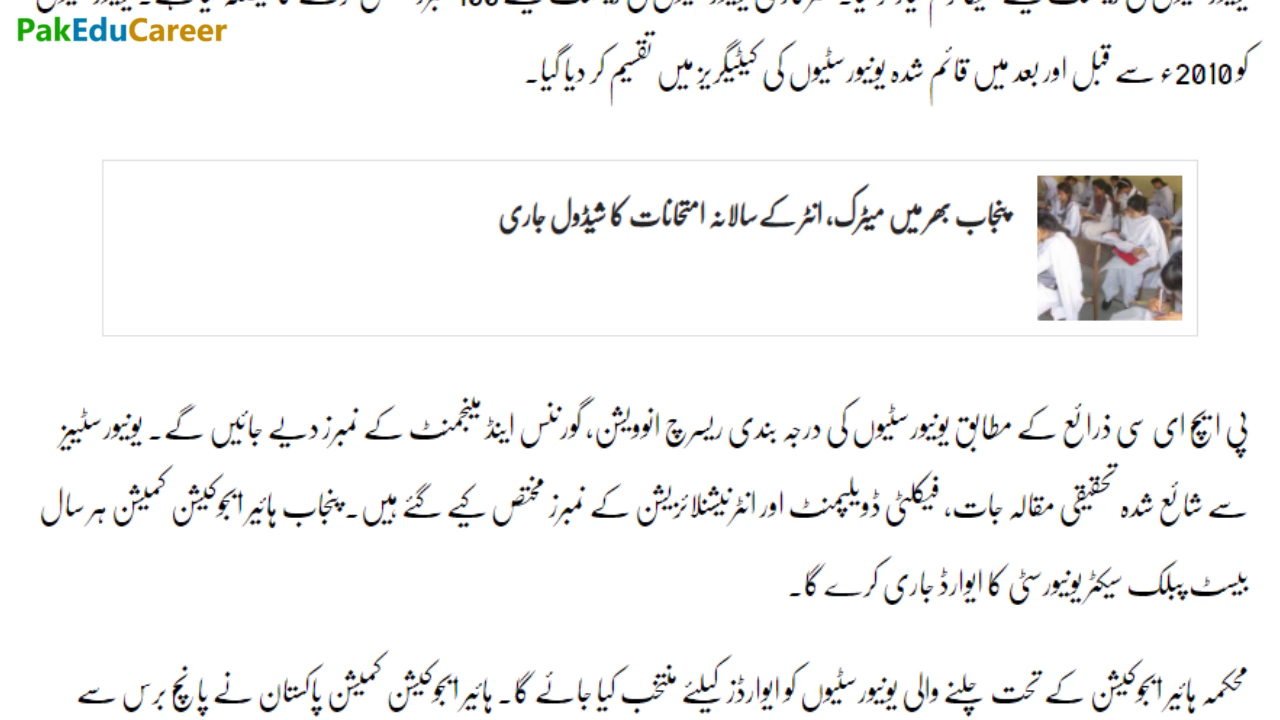 PakEduCareer
کو2010ء سے قبل اور بعد میں قائم شدہ یونیورسٹیوں کی کیٹیگریز میں تقسیم کر دیا گیا۔
پنجاب بھر میں میٹرک، انٹر کے سالانہ امتحانات کا شیڈول جاری
پی ایچ ای سی ذرائع کے مطابق یونیورسٹیوں کی درجہ بندی ریسرچ انوویشن، گورننس اینڈ مینجمنٹ کے نمبرز دیے جائیں گے۔ یونیورسٹییز
سے شائع شدہ تحقیقی مقالہ جات، فیکلٹی ڈویلپمنٹ اور انٹرنیشنلائزیشن کے نمبرز مختص کیے گئے ہیں۔ پنجاب ہائیر ایجوکیشن کمیشن ہر سال
بیسٹ پبلک سیکٹر یونیورسٹی کا ایوارڈ جاری کرے گا۔
محکمہ ہائیر ایجوکیشن کے تحت چلنے والی یونیورسٹیوں کو ایوارڈز کیلئے منتخب کیا جائے گا۔ ہائیر ایجوکیشن کمیشن پاکستان نے پانچ برس سے